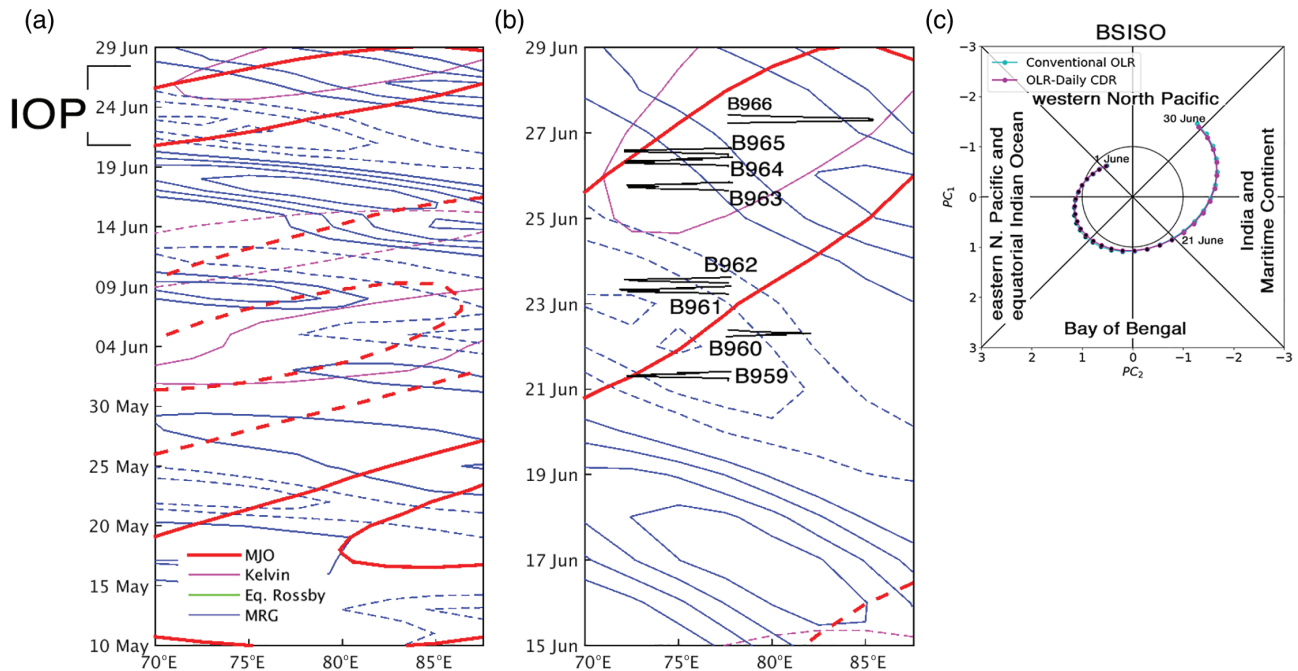 (a)
29 Jun
IOP
24 Jun
19 Jun
14 Jun
09 Jun
04 Jun
30 May
25 May
20 May
15 May
10 May
MJO
Kelvin
Eq. Rossby
MRG
70°E
75°E
80°E
85°E
(b)
29 Jun
27 Jun
25 Jun
23 Jun
21 Jun
19 Jun
17 Jun
15 Jun
B966
B965
B964
B963
B962
B961
B960
B959
70°E
75°E
80°E
85°E
(c)
BSISO
Conventional OLR
OLR-Daily CDR
western North Pacific
30 June
1 June
21 June
eastern N. Pacific and
equatorial Indian Ocean
India and
Maritime Continent
Bay of Bengal
PC₁
−3
−2
−1
0
1
2
3
3 2 1 0 −1 −2 −3
PC₂